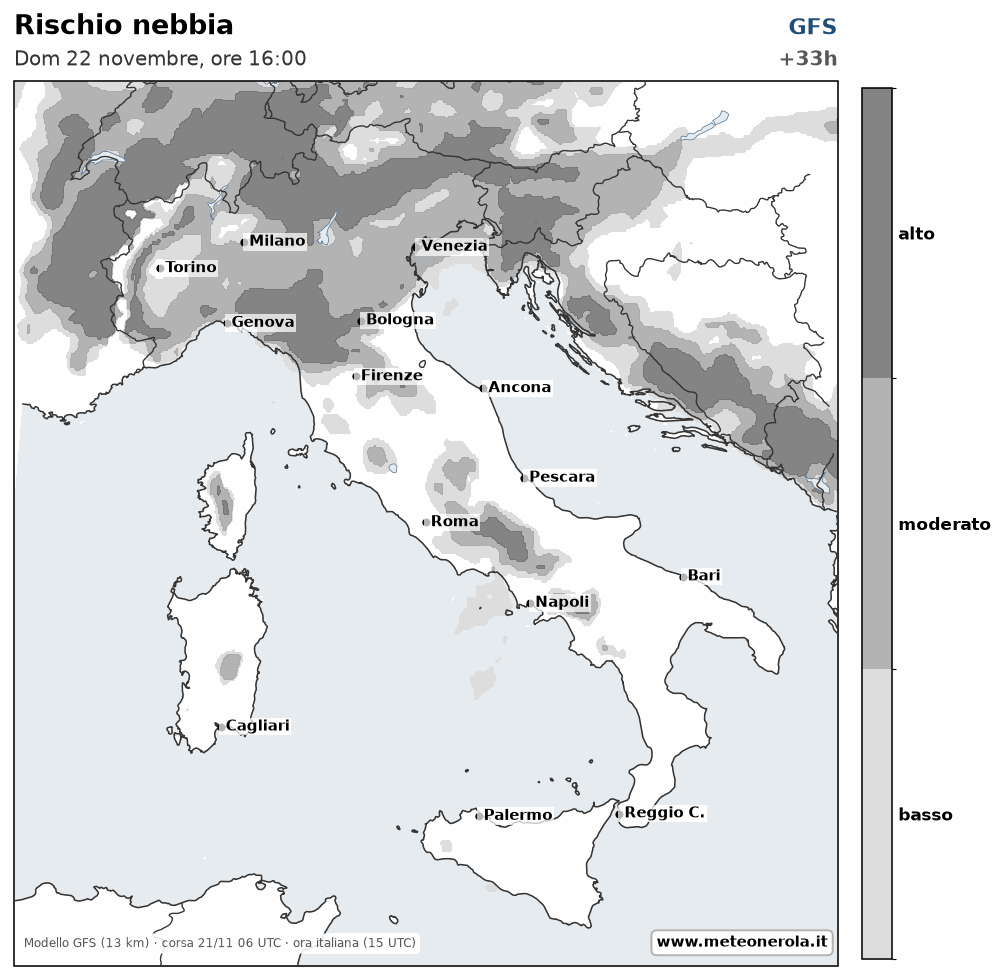 Rischio nebbia
GFS
Dom 22 novembre, ore 16:00
+33h
alto
Milano
Venezia
Torino
Genova
Bologna
Firenze
Ancona
Pescara
moderato
Roma
Bari
Napoli
Cagliari
Palermo
Reggio C.
basso
Modello GFS (13 km) · corsa 21/11 06 UTC · ora italiana (15 UTC)
www.meteonerola.it